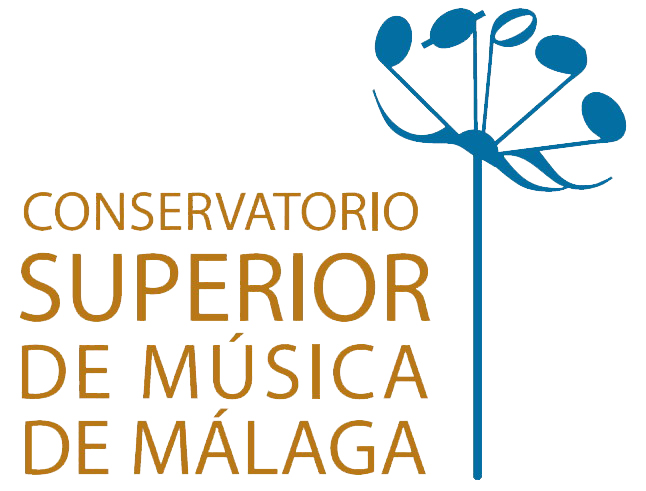 CONSERVATORIO
SUPERIOR
DE MÚSICA
DE MÁLAGA